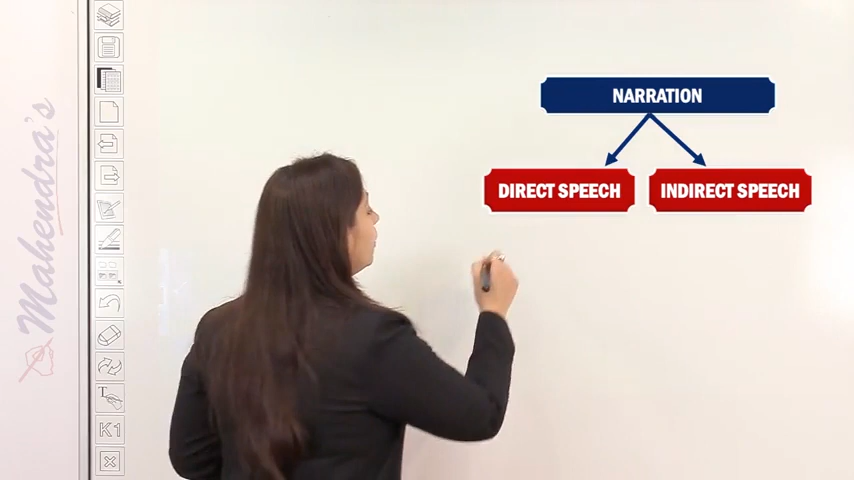 Mahendra's
NARRATION
DIRECT SPEECH
INDIRECT SPEECH
T
K1